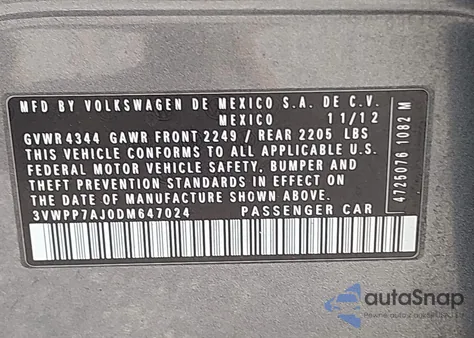 MFD BY VOLKSWAGEN DE MEXICO S.A. DE C.V.
MEXICO 11/12
GVWR 4344 GAWR FRONT 2249 / REAR 2205 LBS
THIS VEHICLE CONFORMS TO ALL APPLICABLE U.S.
FEDERAL MOTOR VEHICLE SAFETY, BUMPER AND
THEFT PREVENTION STANDARDS IN EFFECT ON
THE DATE OF MANUFACTURE SHOWN ABOVE.
3VWPP7AJ0DM647024 PASSENGER CAR
4725076 1082 M
autoSnap